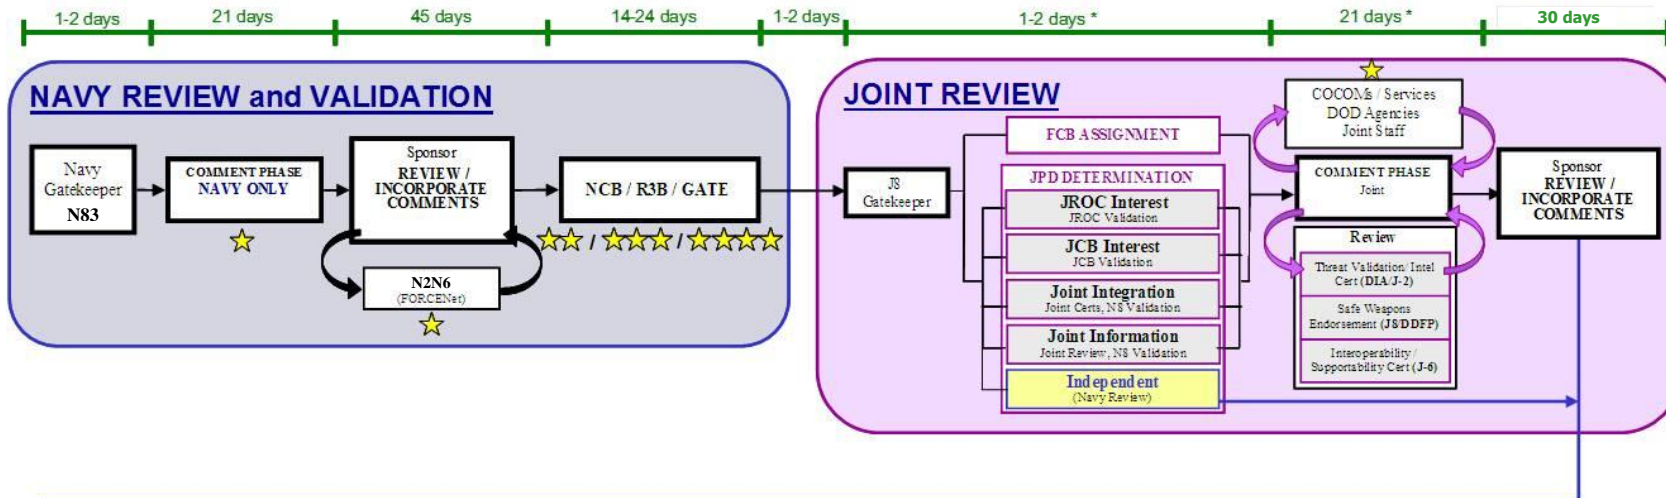 1-2 days
21 days
45 days
14-24 days
1-2 days
1-2 days *
21 days *
30 days
NAVY REVIEW and VALIDATION
Navy
Gatekeeper
N83
COMMENT PHASE
NAVY ONLY
Sponsor
REVIEW /
INCORPORATE
COMMENTS
N2N6
(FORCENet)
NCB / R3B / GATE
/
/
JOINT REVIEW
J8
Gatekeeper
FCB ASSIGNMENT
JPD DETERMINATION
JROC Interest
JROC Validation
JCB Interest
JCB Validation
Joint Integration
Joint Certs, N8 Validation
Joint Information
Joint Review, N8 Validation
Independent
(Navy Review)
COCOMs / Services
DOD Agencies
Joint Staff
COMMENT PHASE
Joint
Review
Threat Validation/ Intel
Cert (DIA/J-2)
Safe Weapons
Endorsement (J8/DDFP)
Interoperability /
Supportability Cert (J-6)
Sponsor
REVIEW /
INCORPORATE
COMMENTS